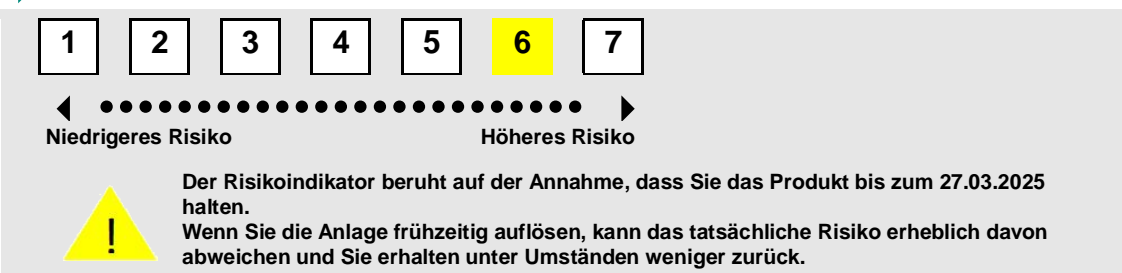 1 2 3 4 5 6 7
Niedrigeres Risiko Höheres Risiko
Der Risikoindikator beruht auf der Annahme, dass Sie das Produkt bis zum 27.03.2025
halten.
Wenn Sie die Anlage frühzeitig auflösen, kann das tatsächliche Risiko erheblich davon
abweichen und Sie erhalten unter Umständen weniger zurück.
!